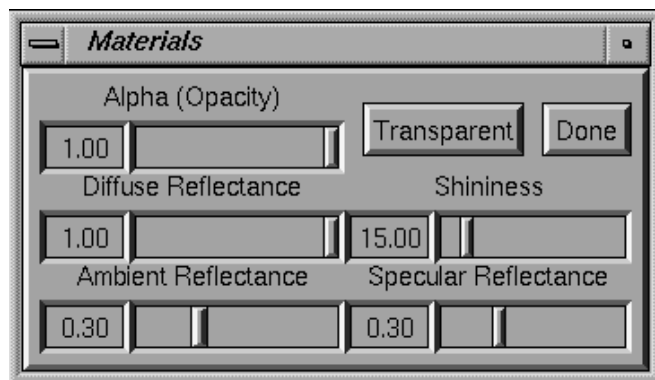 Materials
Alpha (Opacity)
1.00
Transparent
Done
Diffuse Reflectance
Shininess
1.00
15.00
Ambient Reflectance
Specular Reflectance
0.30
0.30